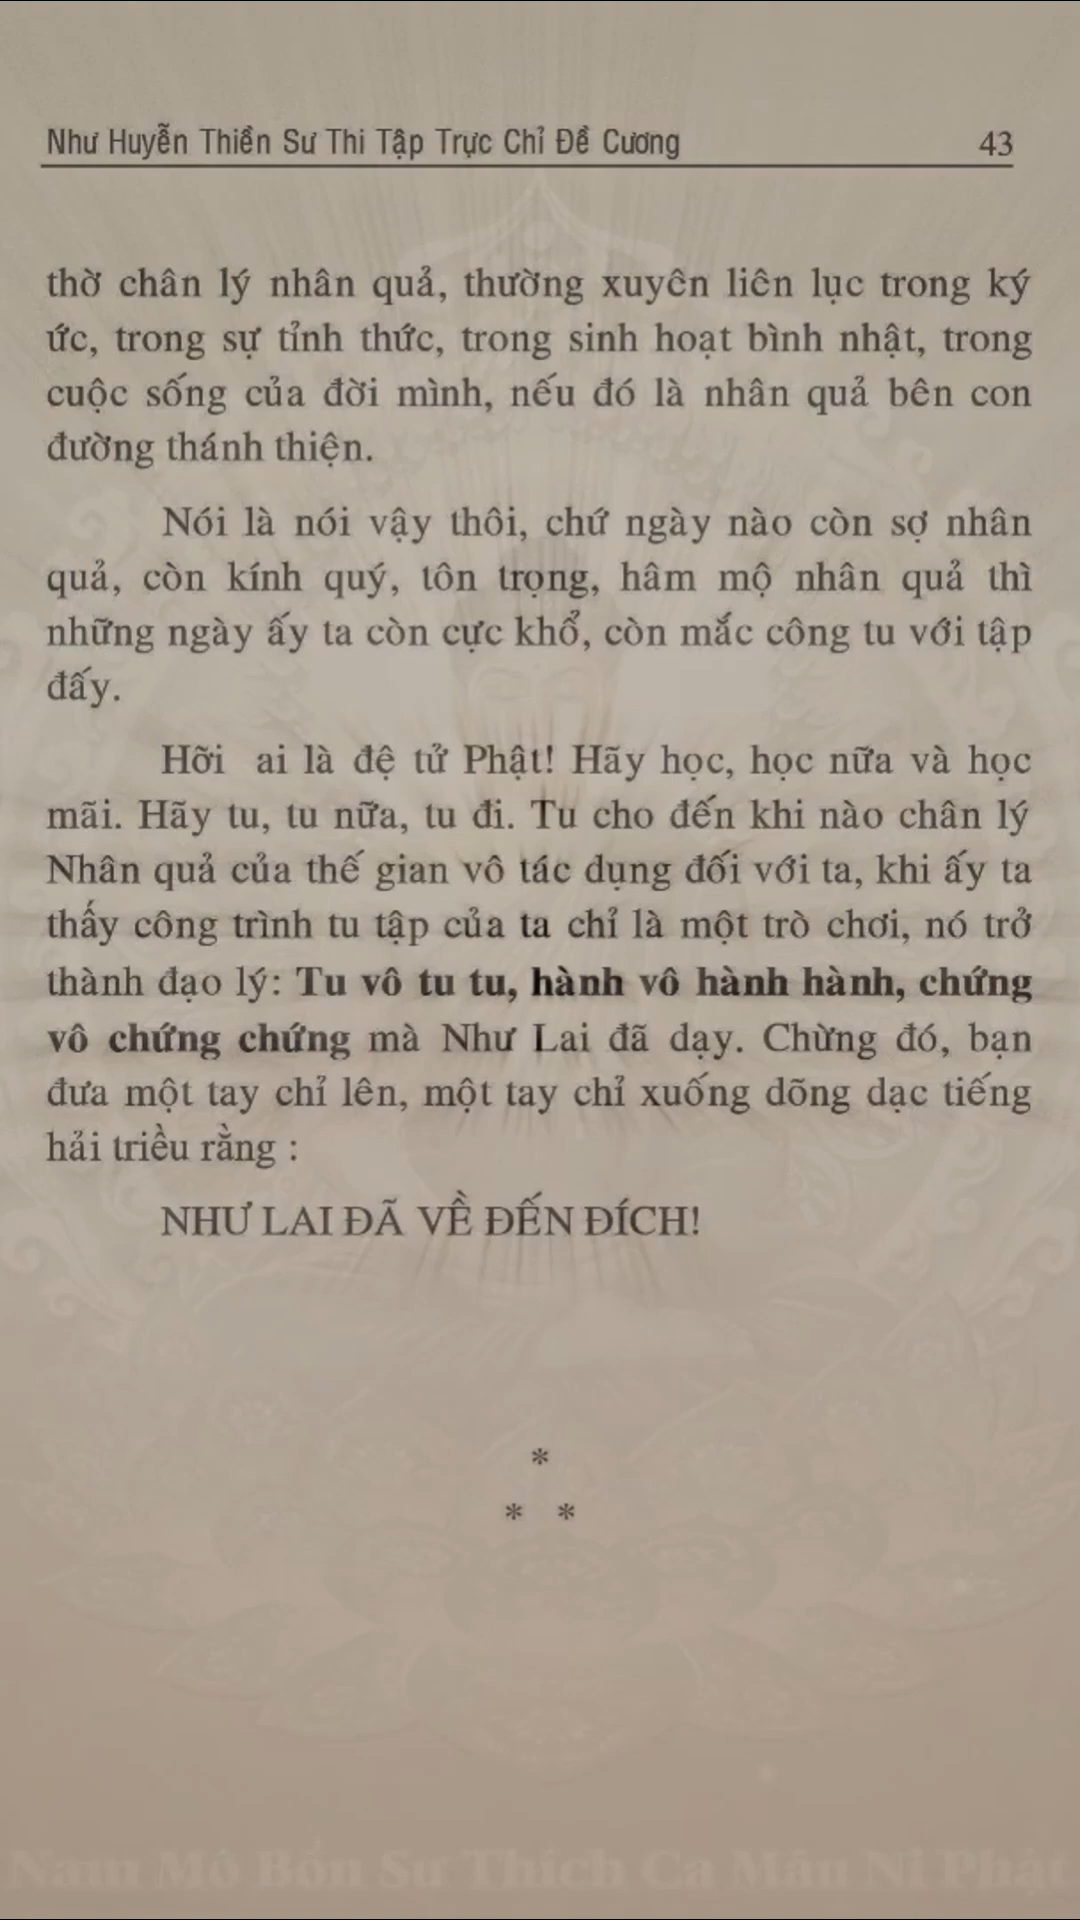 Như Huyễn Thiền Sư Thi Tập Trực Chỉ Đề Cương 43
thờ chân lý nhân quả, thường xuyên liên lục trong ký
ức, trong sự tỉnh thức, trong sinh hoạt bình nhật, trong
cuộc sống của đời mình, nếu đó là nhân quả bên con
đường thánh thiện.
Nói là nói vậy thôi, chứ ngày nào còn sợ nhân
quả, còn kính quý, tôn trọng, hâm mộ nhân quả thì
những ngày ấy ta còn cực khổ, còn mắc công tu với tập
đấy.
Hỡi ai là đệ tử Phật! Hãy học, học nữa và học
mãi. Hãy tu, tu nữa, tu đi. Tu cho đến khi nào chân lý
Nhân quả của thế gian vô tác dụng đối với ta, khi ấy ta
thấy công trình tu tập của ta chỉ là một trò chơi, nó trở
thành đạo lý: Tu vô tu tu, hành vô hành hành, chứng
vô chứng chứng mà Như Lai đã dạy. Chừng đó, bạn
đưa một tay chỉ lên, một tay chỉ xuống dõng dạc tiếng
hải triều rằng :
NHƯ LAI ĐÃ VỀ ĐẾN ĐÍCH!
*
* *
Nam Mô Bổn Sư Thích Ca Mâu Ni Phật